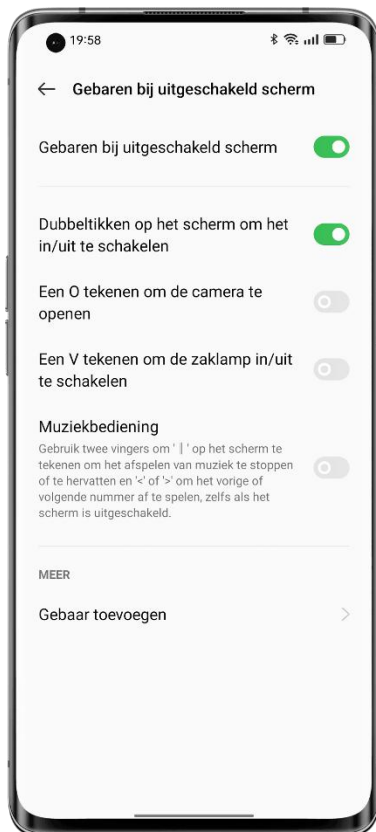 19:58
Gebaren bij uitgeschakeld scherm
Gebaren bij uitgeschakeld scherm
Dubbeltikken op het scherm om het
in/uit te schakelen
Een O tekenen om de camera te
openen
Een V tekenen om de zaklamp in/uit
te schakelen
Muziekbediening
Gebruik twee vingers om ' || ' op het scherm te
tekenen om het afspelen van muziek te stoppen
of te hervatten en '<' of '>' om het vorige of
volgende nummer af te spelen, zelfs als het
scherm is uitgeschakeld.
MEER
Gebaar toevoegen